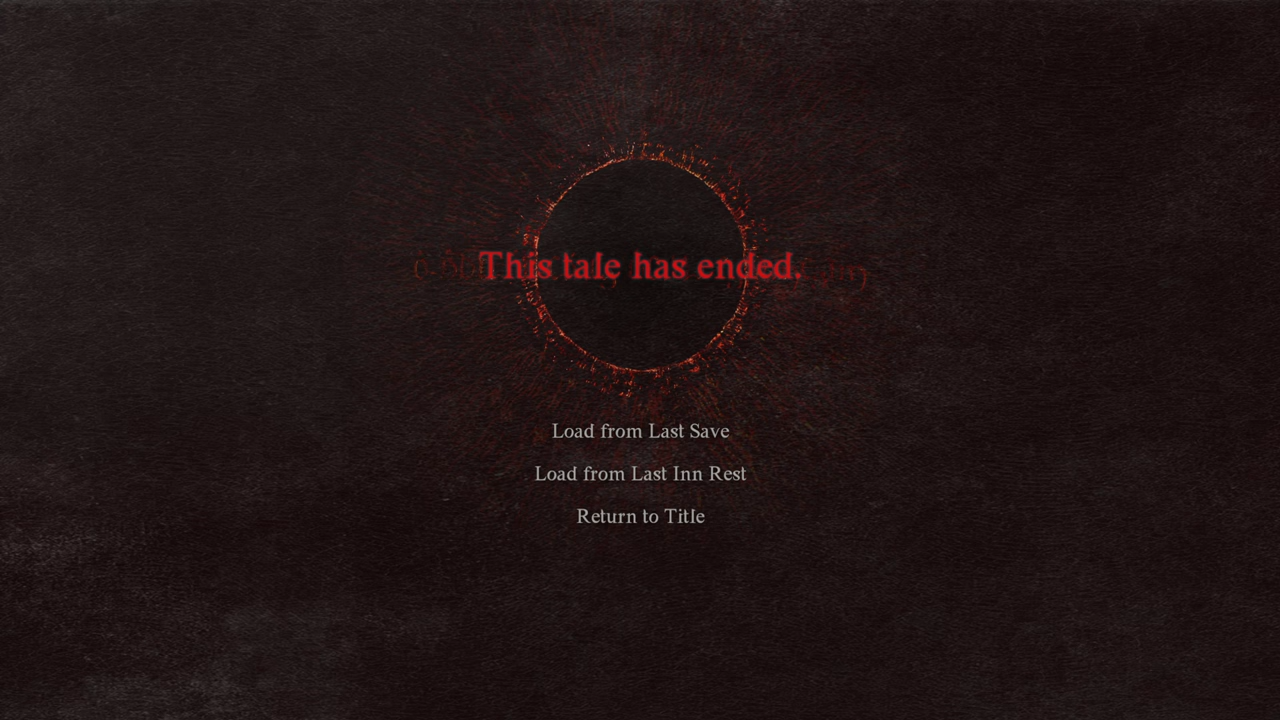 This tale has ended.
Load from Last Save
Load from Last Inn Rest
Return to Title